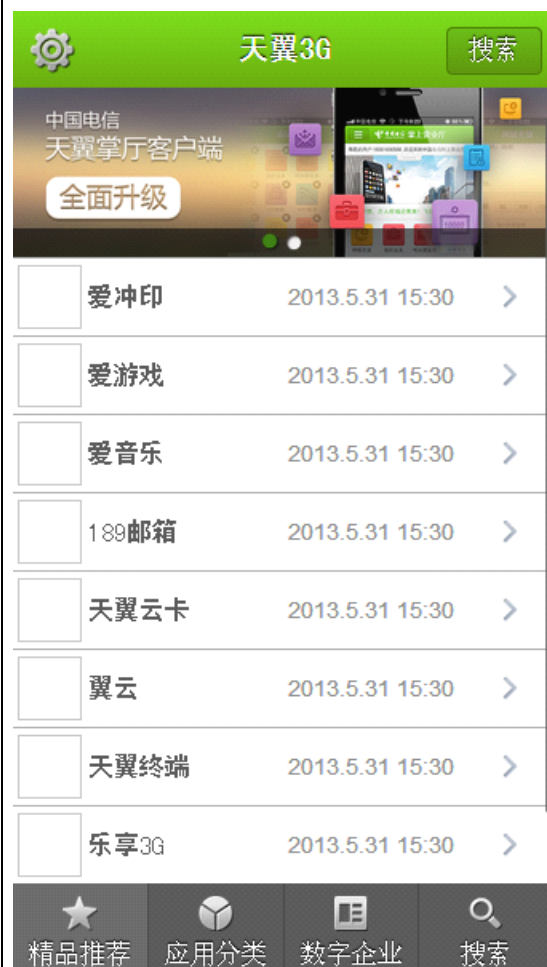 天翼3G
搜索
中国电信
天翼掌厅客户端
全面升级
爱冲印 2013.5.31 15:30
爱游戏 2013.5.31 15:30
爱音乐 2013.5.31 15:30
189邮箱 2013.5.31 15:30
天翼云卡 2013.5.31 15:30
翼云 2013.5.31 15:30
天翼终端 2013.5.31 15:30
乐享3G 2013.5.31 15:30
精品推荐 应用分类 数字企业 搜索